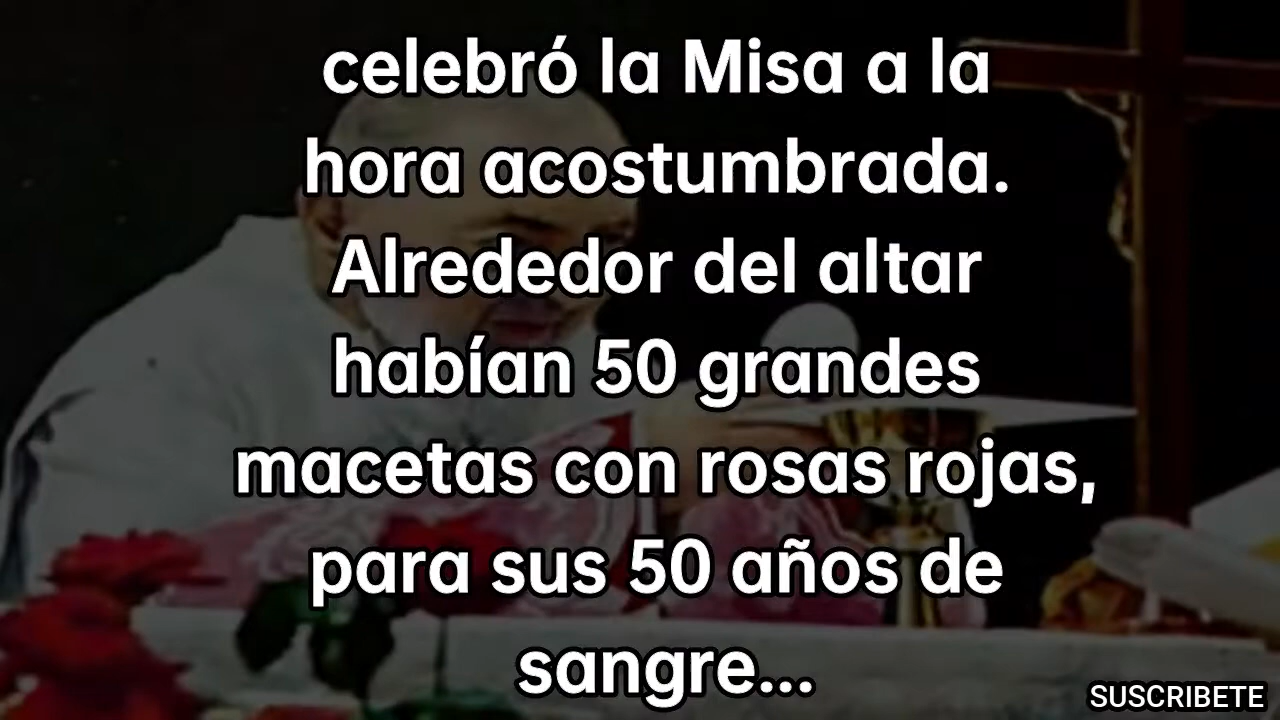 celebró la Misa a la
hora acostumbrada.
Alrededor del altar
habían 50 grandes
macetas con rosas rojas,
para sus 50 años de
sangre...
SUSCRIBETE